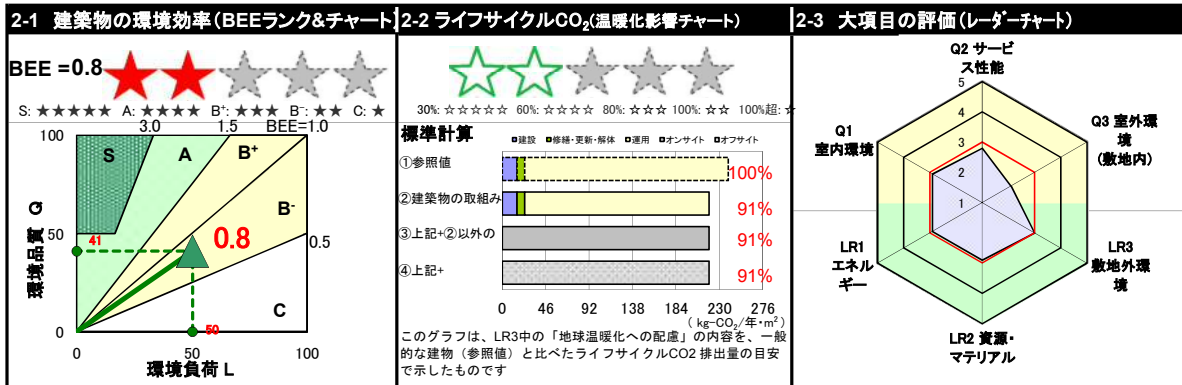 2-1 建築物の環境効率(BEEランク&チャート)
BEE =0.8
S: ★★★★★ A: ★★★★ B⁺: ★★★ B⁻: ★★ C: ★
3.0 1.5 BEE=1.0
100
S
A
B⁺
B⁻
0.8
0.5
50
41
C
50
環境品質 Q
0
0 50 100
環境負荷 L
2-2 ライフサイクルCO₂(温暖化影響チャート)
30%: ☆☆☆☆☆ 60%: ☆☆☆☆ 80%: ☆☆☆ 100%: ☆☆ 100%超: ☆
標準計算
建設 修繕・更新・解体 運用 オンサイト オフサイト
①参照値 100%
②建築物の取組み 91%
③上記+②以外の 91%
④上記+ 91%
0 46 92 138 184 230 276
( kg-CO₂/年・m² )
このグラフは、LR3中の「地球温暖化への配慮」の内容を、一般
的な建物（参照値）と比べたライフサイクルCO2 排出量の目安
で示したものです
2-3 大項目の評価(レーダーチャート)
Q2 サービ
ス性能
Q1
室内環境
Q3 室外環
境
(敷地内)
5
4
3
2
1
LR1
エネル
ギー
LR3
敷地外環
境
LR2 資源・
マテリアル